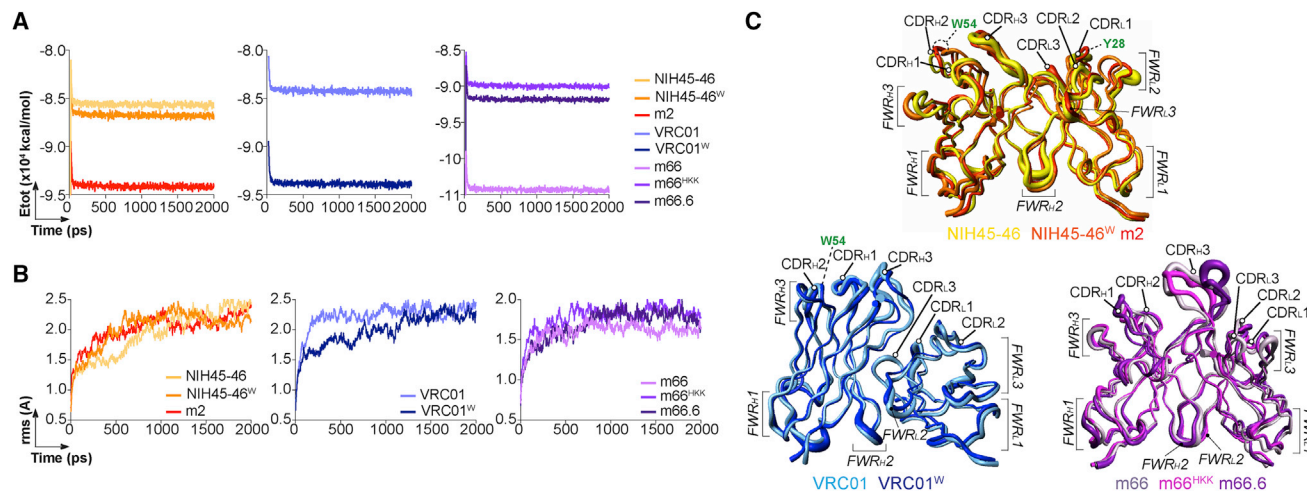 A
Etot (x10⁴ kcal/mol)
-8.0
-8.5
-9.0
-9.5
0 500 1000 1500 2000
Time (ps)
-8.0
-8.5
-9.0
-9.5
0 500 1000 1500 2000
-8.5
-9.0
-9.5
-10
-11
0 500 1000 1500 2000
NIH45-46
NIH45-46ᵂ
m2
VRC01
VRC01ᵂ
m66
m66ᴴᴷᴷ
m66.6
B
rms (A)
2.5
2.0
1.5
1.0
0.5
0 500 1000 1500 2000
Time (ps)
NIH45-46
NIH45-46ᵂ
m2
2.5
2.0
1.5
1.0
0.5
0 500 1000 1500 2000
VRC01
VRC01ᵂ
2.0
1.5
1.0
0.5
0 500 1000 1500 2000
m66
m66ᴴᴷᴷ
m66.6
C
CDRH2
W54
CDRH3
CDRL2
CDRL1
CDRL3
Y28
CDRH1
FWRL2
FWRH3
FWRL3
FWRH1
FWRL1
FWRH2
NIH45-46 NIH45-46ᵂ m2
W54
CDRH2
CDRH1
CDRH3
FWRH3
CDRL3
CDRL1
CDRL2
FWRL3
FWRH1
FWRL2
FWRL1
FWRH2
VRC01 VRC01ᵂ
CDRH3
CDRH2
CDRH1
CDRL3
CDRL2
CDRL1
FWRH3
FWRL3
FWRH1
FWRH2
FWRL2
m66 m66ᴴᴷᴷ m66.6